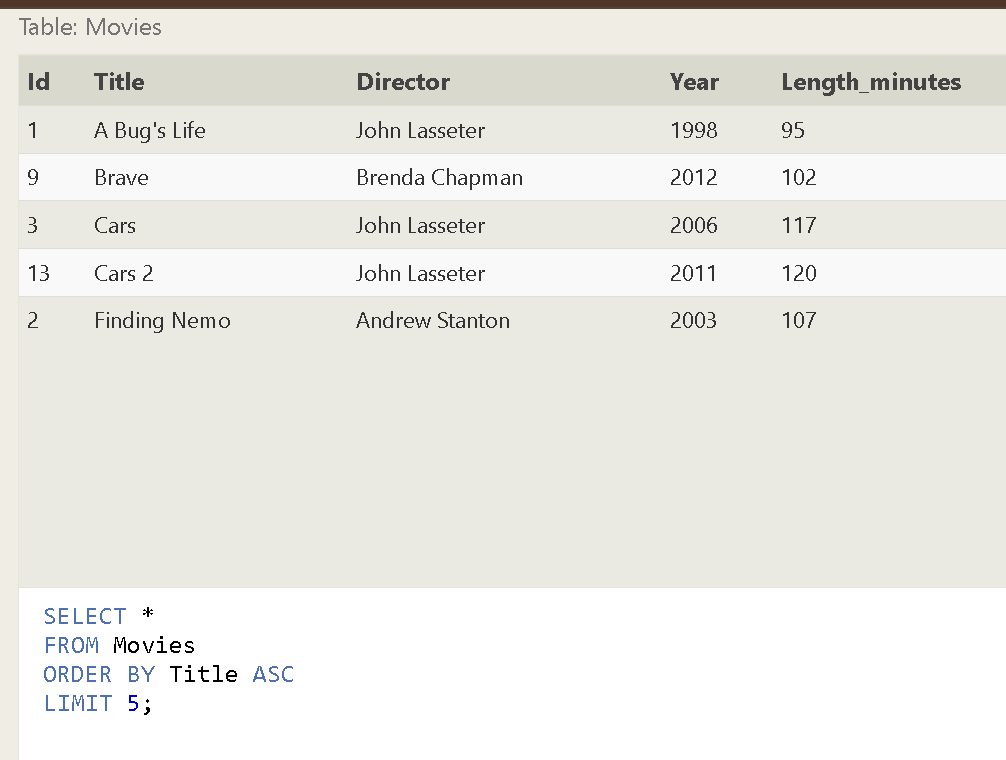 Table: Movies
Id Title Director Year Length_minutes
1 A Bug's Life John Lasseter 1998 95
9 Brave Brenda Chapman 2012 102
3 Cars John Lasseter 2006 117
13 Cars 2 John Lasseter 2011 120
2 Finding Nemo Andrew Stanton 2003 107
SELECT *
FROM Movies
ORDER BY Title ASC
LIMIT 5;